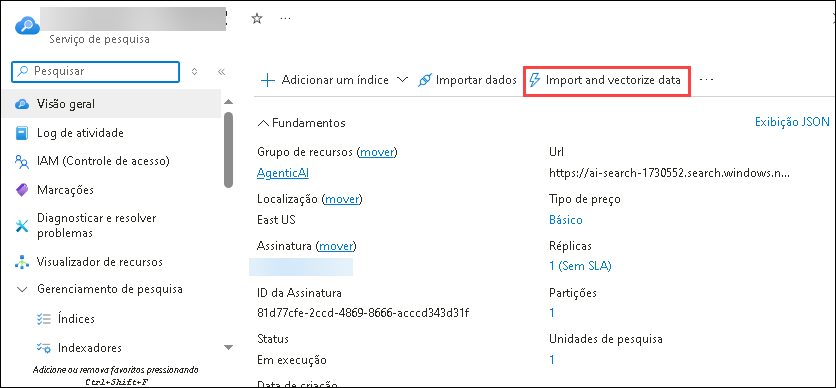 Serviço de pesquisa
Pesquisar
Visão geral
Log de atividade
IAM (Controle de acesso)
Marcações
Diagnosticar e resolver
problemas
Visualizador de recursos
Gerenciamento de pesquisa
Índices
Indexadores
Adicione ou remova favoritos pressionando
Ctrl+Shift+F
Adicionar um índice
Importar dados
Import and vectorize data
Fundamentos
Exibição JSON
Grupo de recursos (mover)
AgenticAI
Localização (mover)
East US
Assinatura (mover)
ID da Assinatura
81d77cfe-2ccd-4869-8666-acccd343d31f
Status
Em execução
Data de criação
Url
https://ai-search-1730552.search.windows.n...
Tipo de preço
Básico
Réplicas
1 (Sem SLA)
Partições
1
Unidades de pesquisa
1